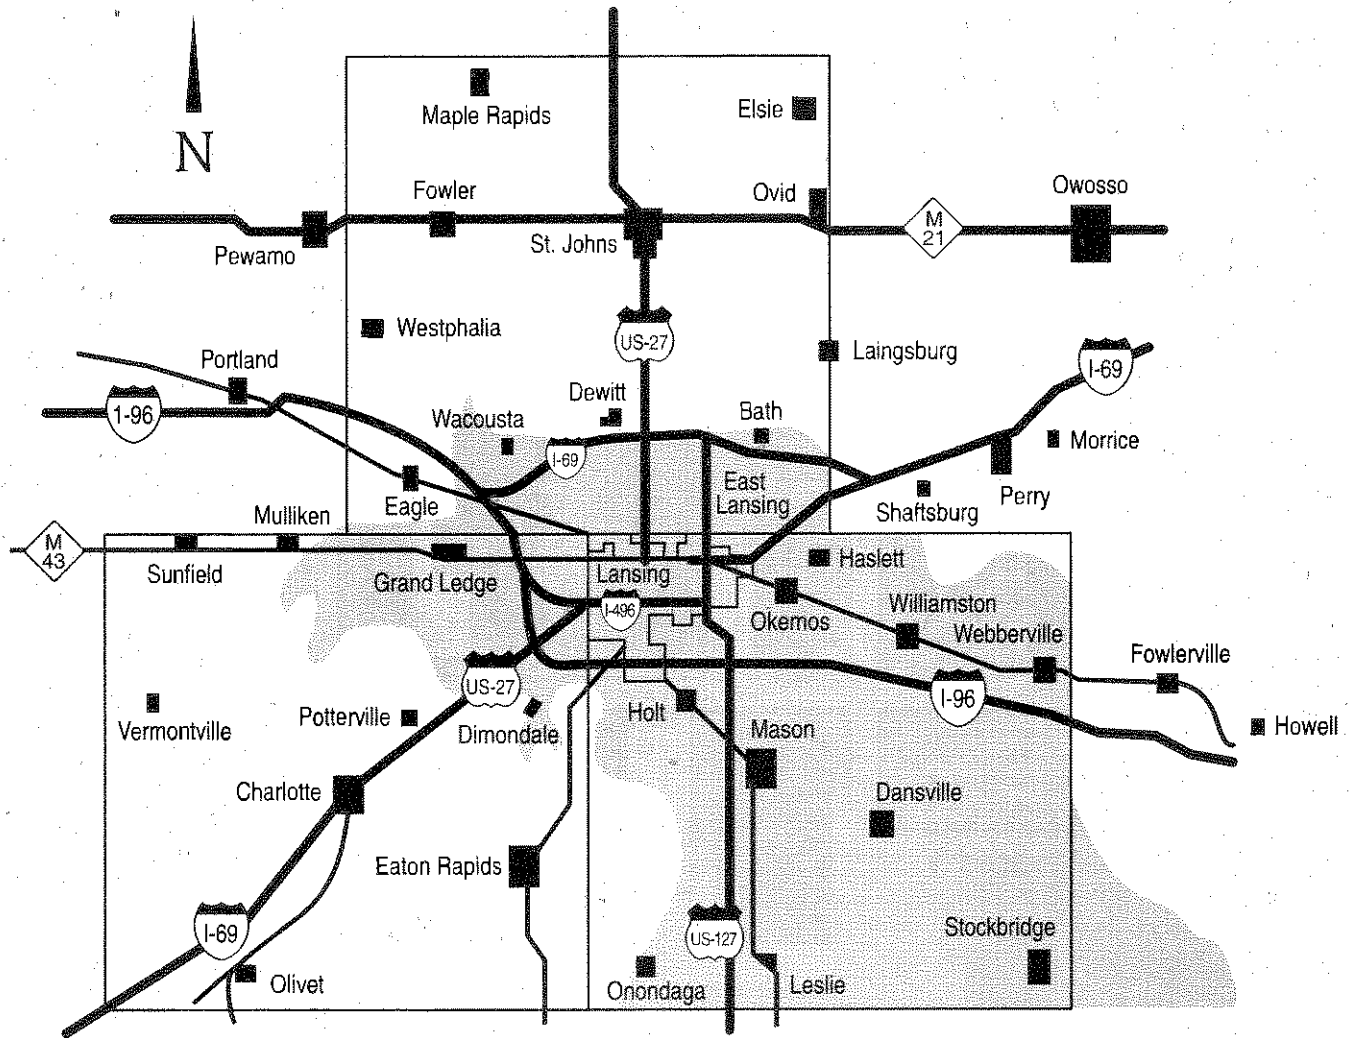 N
Maple Rapids
Elsie
Fowler
Ovid
Owosso
M
21
Pewamo
St. Johns
Westphalia
US-27
Laingsburg
Portland
I-69
1-96
Dewitt
Wacousta
Bath
Morrice
I-69
Eagle
East
Lansing
Perry
Shaftsburg
Mulliken
M
43
Sunfield
Grand Ledge
Lansing
Haslett
I-496
Okemos
Williamston
Webberville
Fowlerville
US-27
I-96
Vermontville
Potterville
Dimondale
Holt
Mason
Howell
Charlotte
Dansville
Eaton Rapids
I-69
US-127
Stockbridge
Olivet
Onondaga
Leslie